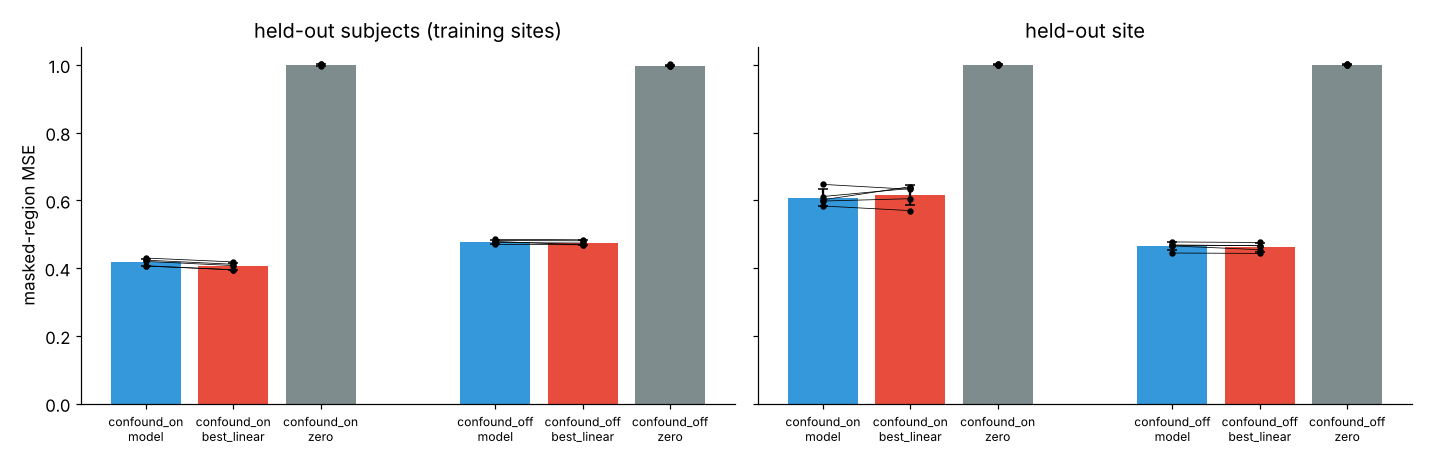 held-out subjects (training sites)
held-out site
masked-region MSE
1.0
0.8
0.6
0.4
0.2
0.0
confound_on
model
confound_on
best_linear
confound_on
zero
confound_off
model
confound_off
best_linear
confound_off
zero
confound_on
model
confound_on
best_linear
confound_on
zero
confound_off
model
confound_off
best_linear
confound_off
zero